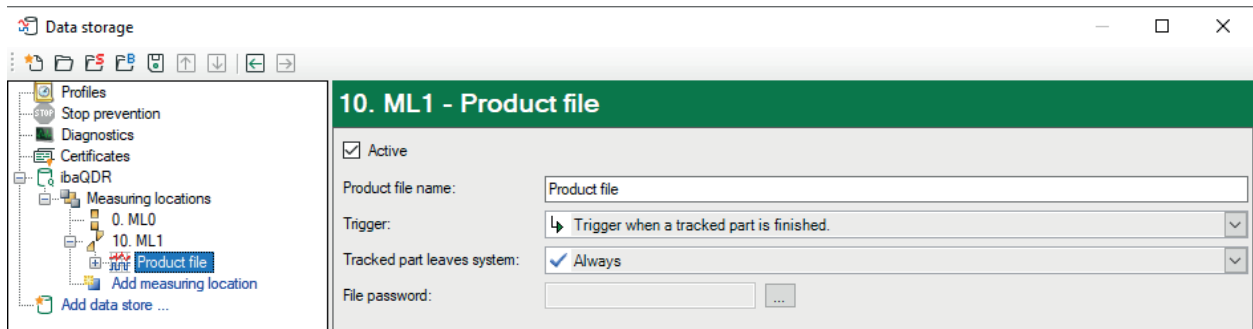 Data storage
Profiles
STOP Stop prevention
Diagnostics
Certificates
ibaQDR
Measuring locations
0. ML0
10. ML1
Product file
Add measuring location
Add data store ...
10. ML1 - Product file
Active
Product file name: Product file
Trigger: Trigger when a tracked part is finished.
Tracked part leaves system: Always
File password: ...